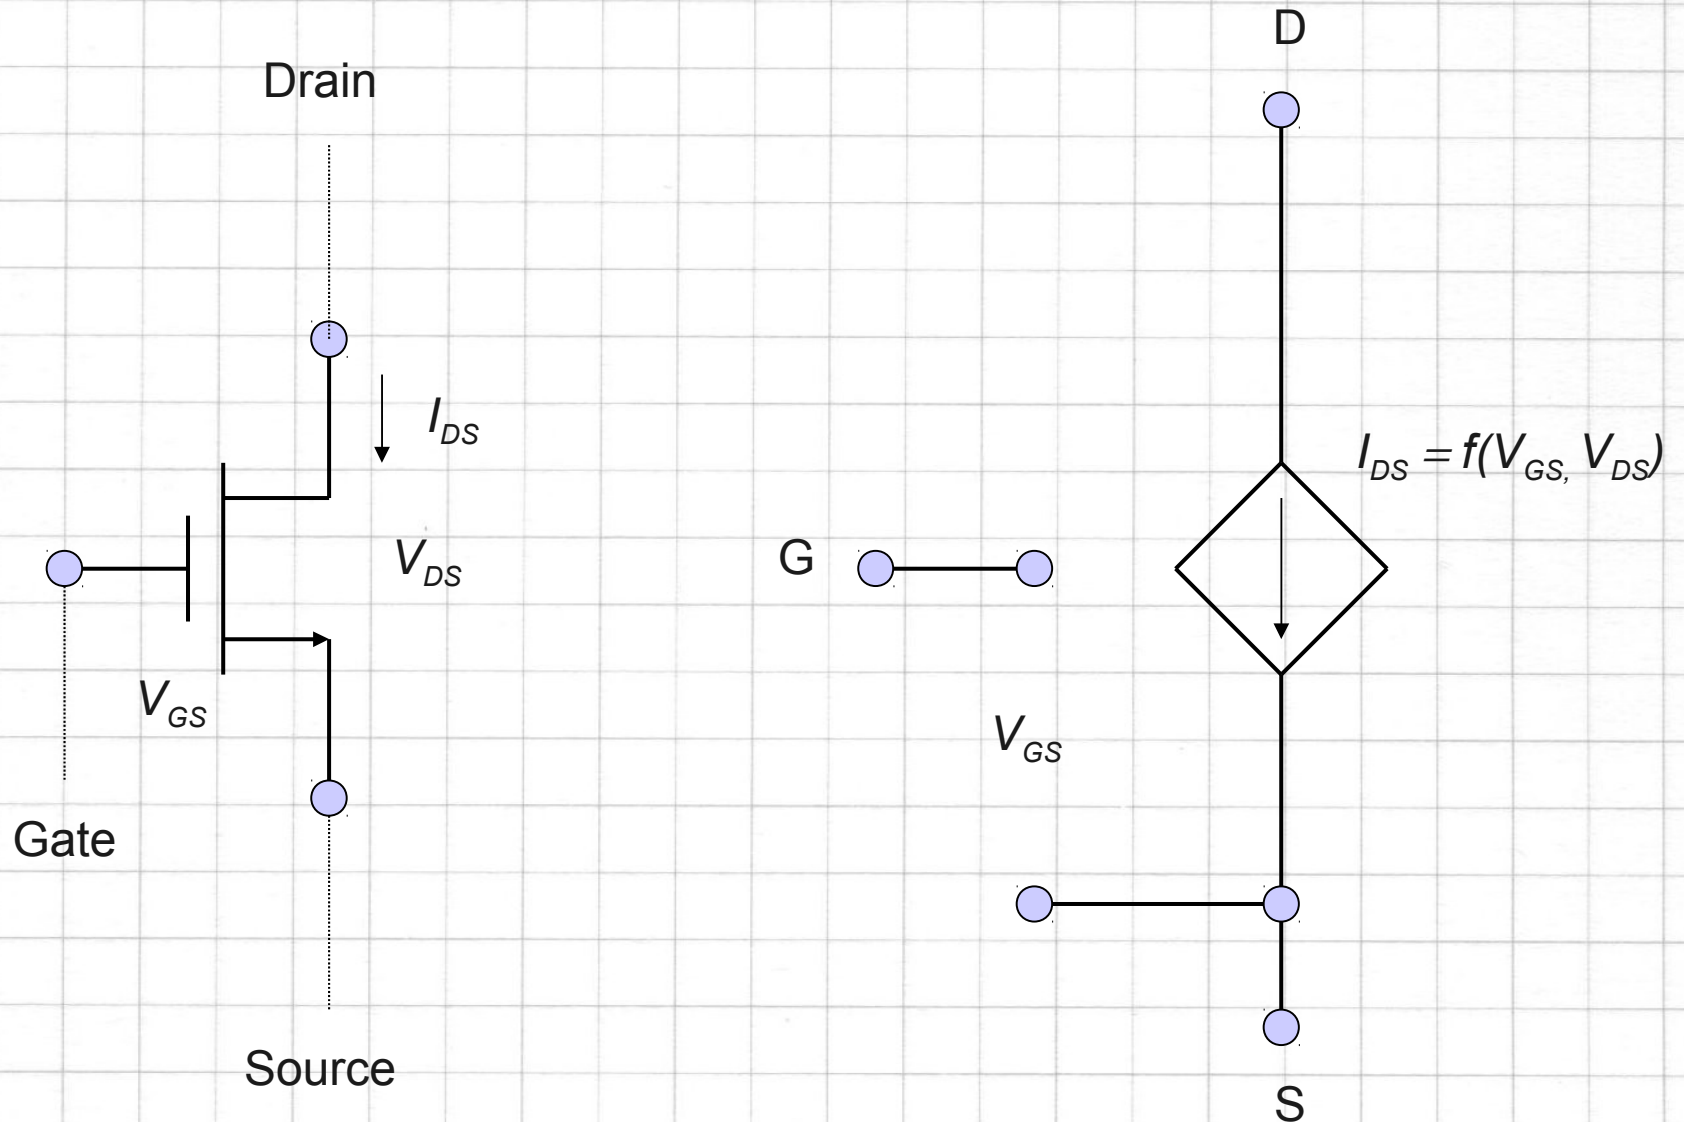 Drain
I_DS
V_DS
V_GS
Gate
Source
D
I_DS = f(V_GS, V_DS)
G
V_GS
S